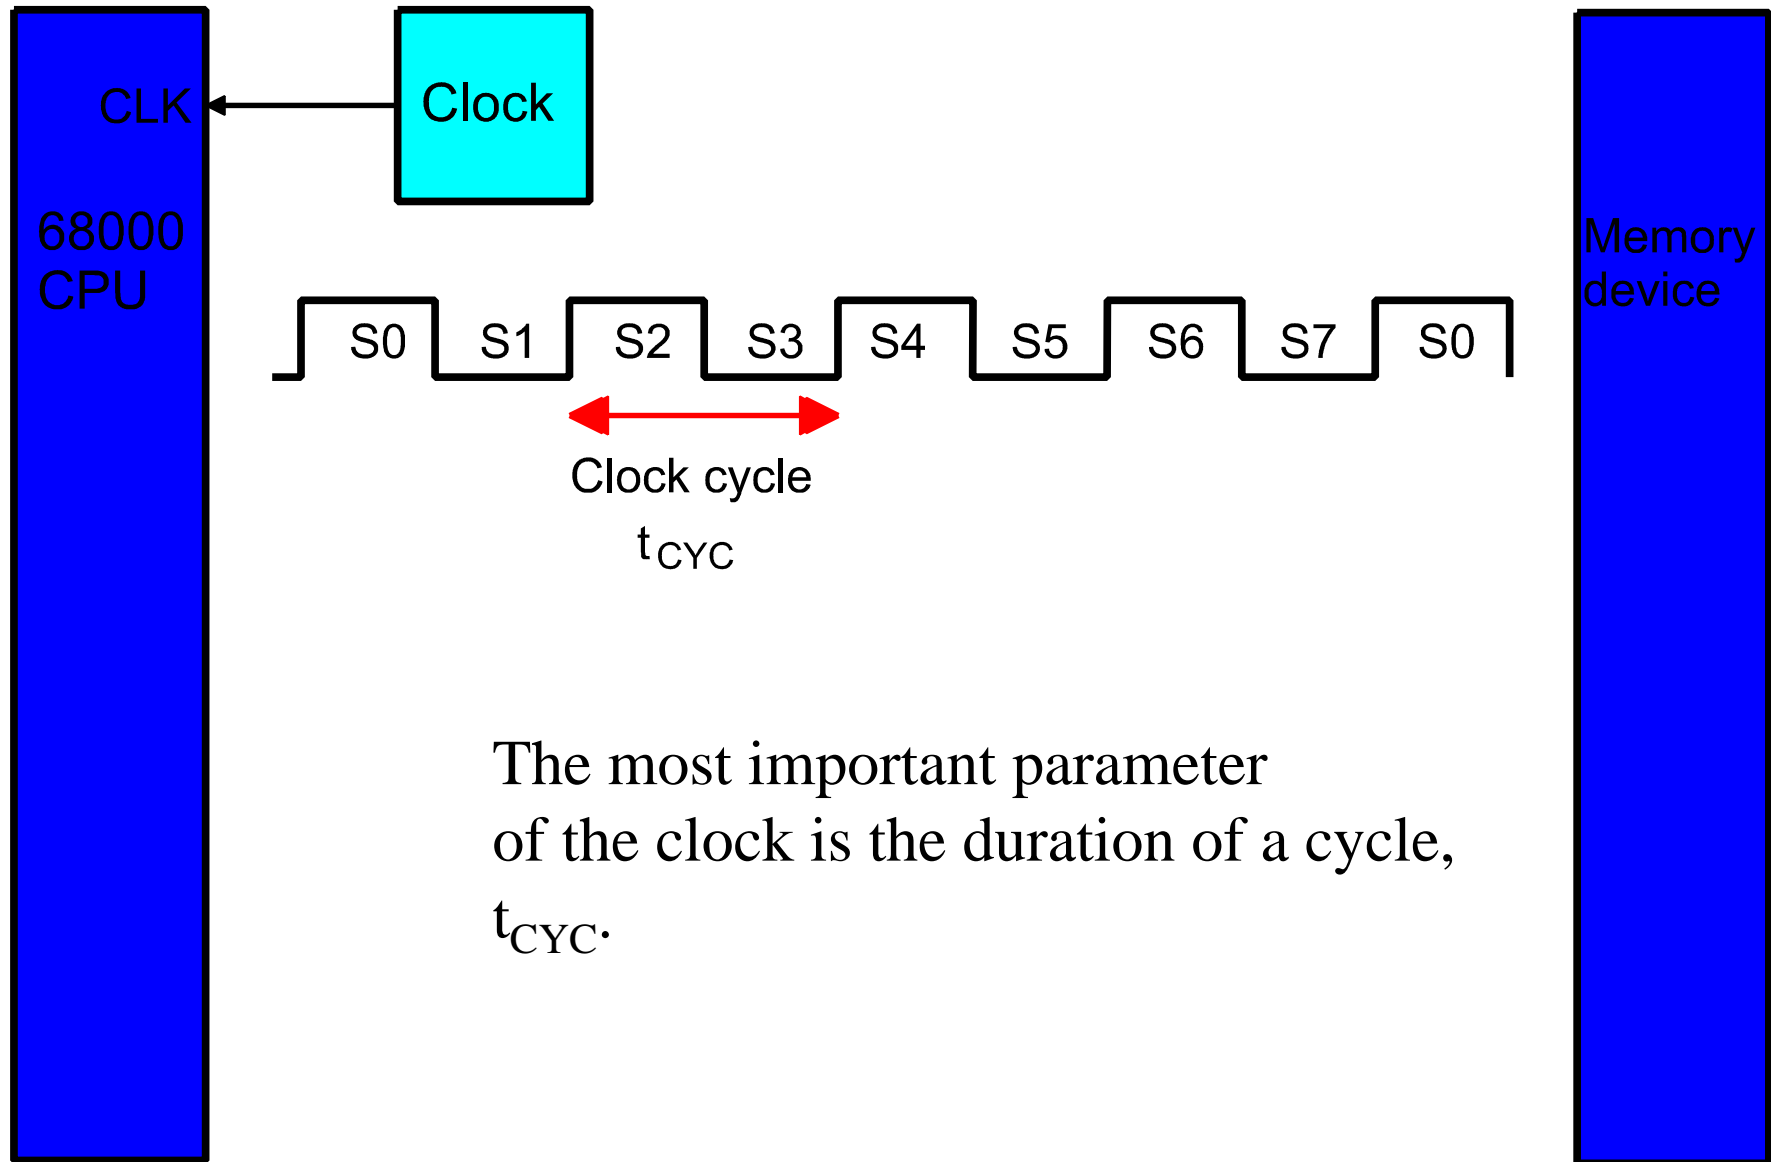 CLK
Clock
68000
CPU
Memory
device
S0 S1 S2 S3 S4 S5 S6 S7 S0
Clock cycle
tCYC
The most important parameter
of the clock is the duration of a cycle,
tCYC.